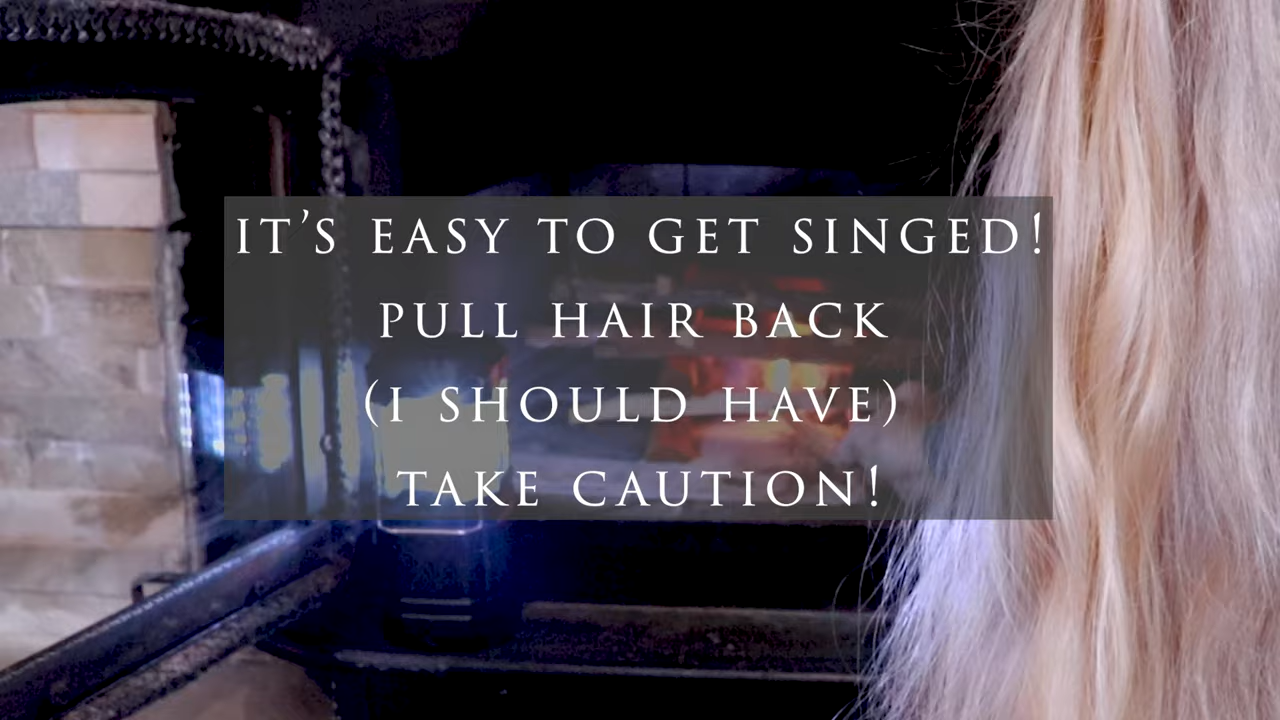 IT'S EASY TO GET SINGED!
PULL HAIR BACK
(I SHOULD HAVE)
TAKE CAUTION!